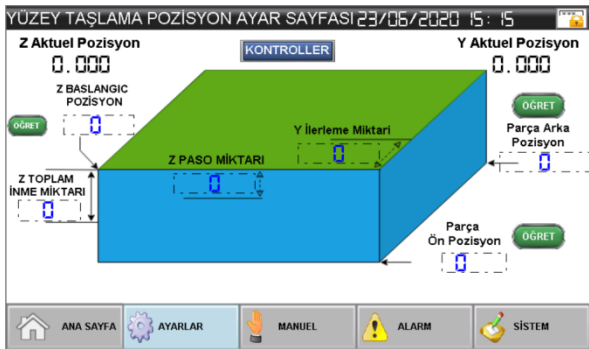 YÜZEY TAŞLAMA POZİSYON AYAR SAYFASI 23/06/2020 15:15
Z Aktuel Pozisyon
0.000
KONTROLLER
Y Aktuel Pozisyon
0.000
Z BASLANGIC
POZİSYON
ÖĞRET
0
Y İlerleme Miktari
0
ÖĞRET
Parça Arka
Pozisyon
0
Z PASO MİKTARI
0
Z TOPLAM
İNME MİKTARI
0
Parça
Ön Pozisyon
0
ÖĞRET
ANA SAYFA
AYARLAR
MANUEL
ALARM
SİSTEM